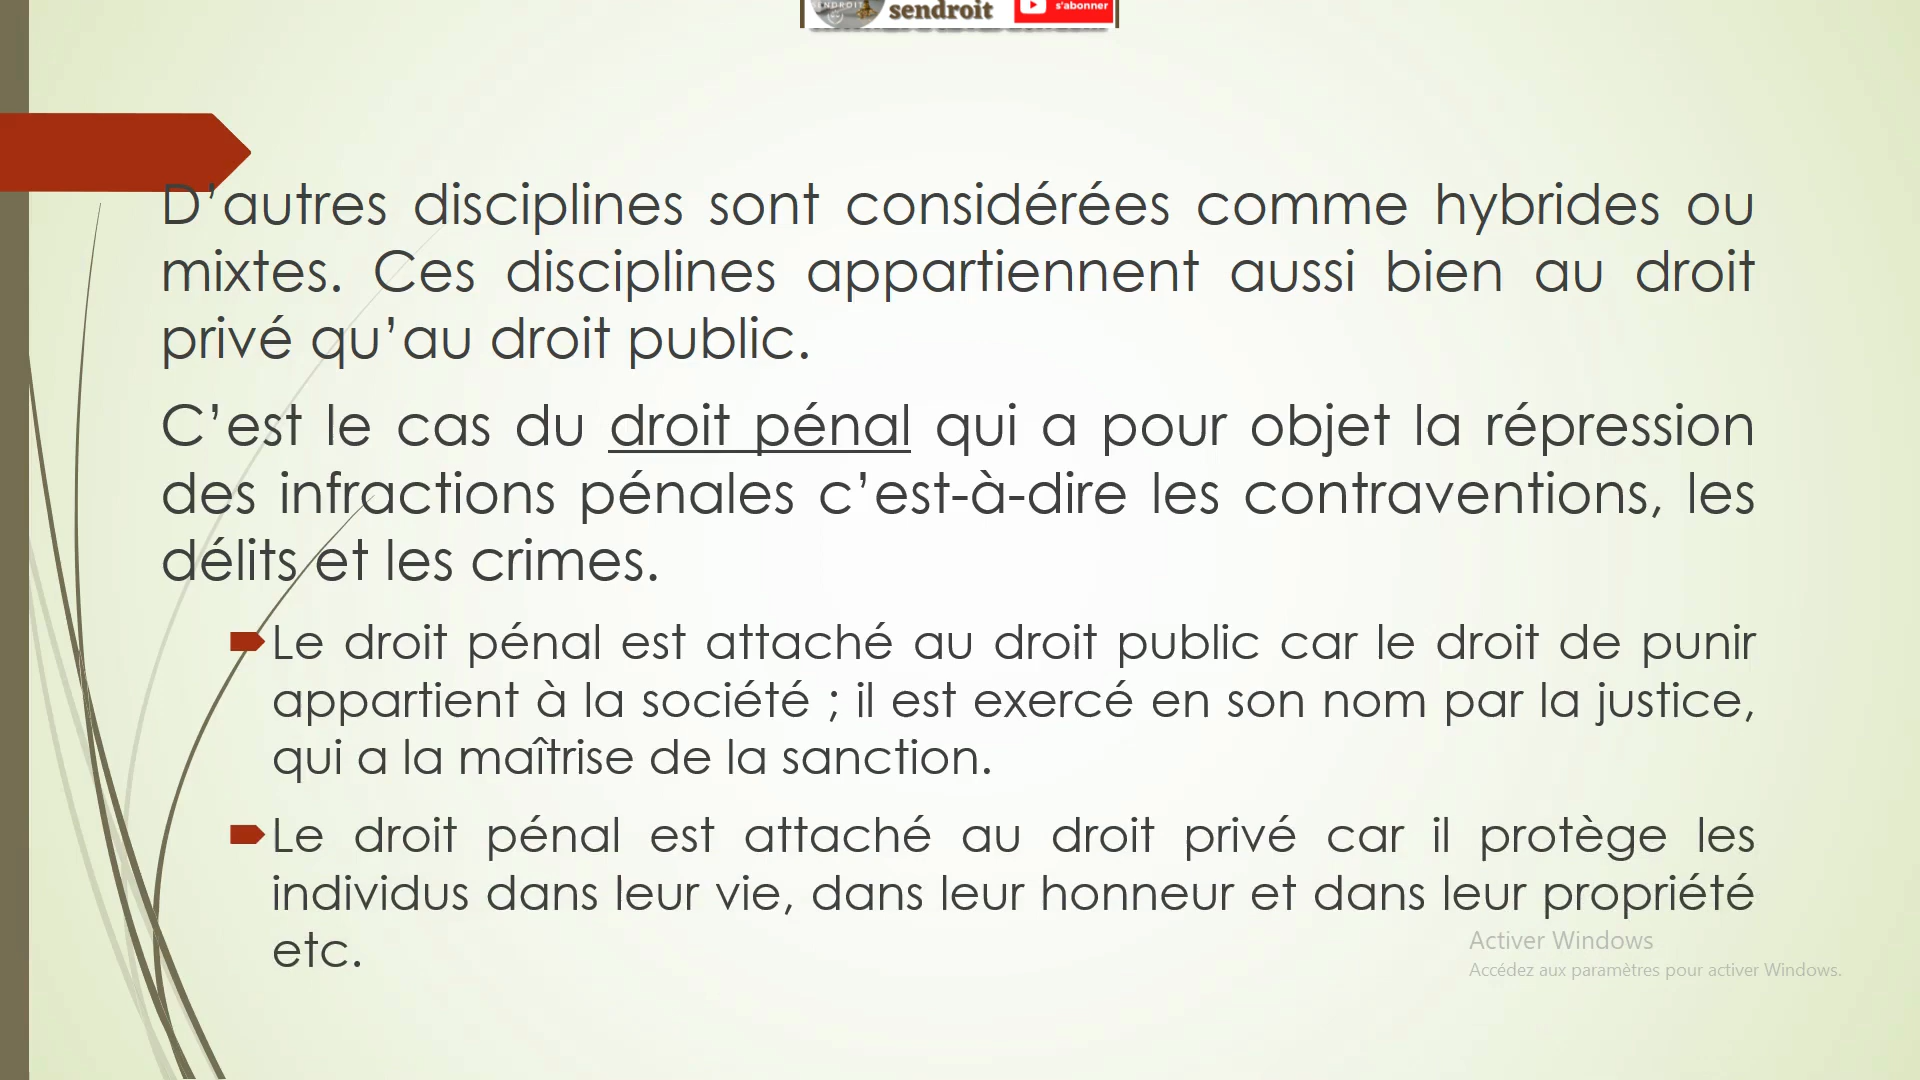 SENDROIT
sendroit
s'abonner
D’autres disciplines sont considérées comme hybrides ou
mixtes. Ces disciplines appartiennent aussi bien au droit
privé qu’au droit public.
C’est le cas du droit pénal qui a pour objet la répression
des infractions pénales c’est-à-dire les contraventions, les
délits et les crimes.
Le droit pénal est attaché au droit public car le droit de punir
appartient à la société ; il est exercé en son nom par la justice,
qui a la maîtrise de la sanction.
Le droit pénal est attaché au droit privé car il protège les
individus dans leur vie, dans leur honneur et dans leur propriété
etc.
Activer Windows
Accédez aux paramètres pour activer Windows.